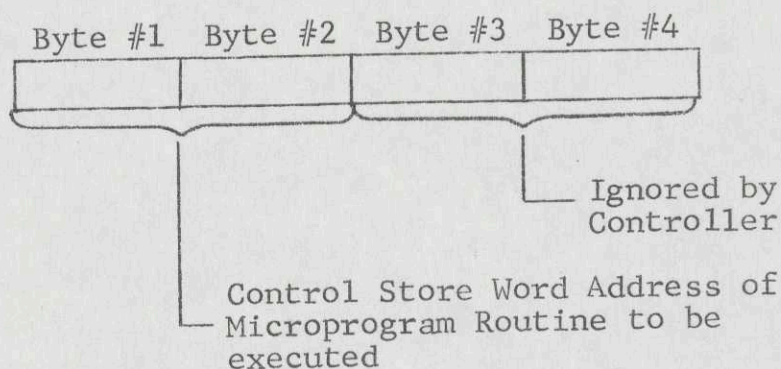 Byte #1 Byte #2 Byte #3 Byte #4
Ignored by
Controller
Control Store Word Address of
Microprogram Routine to be
executed